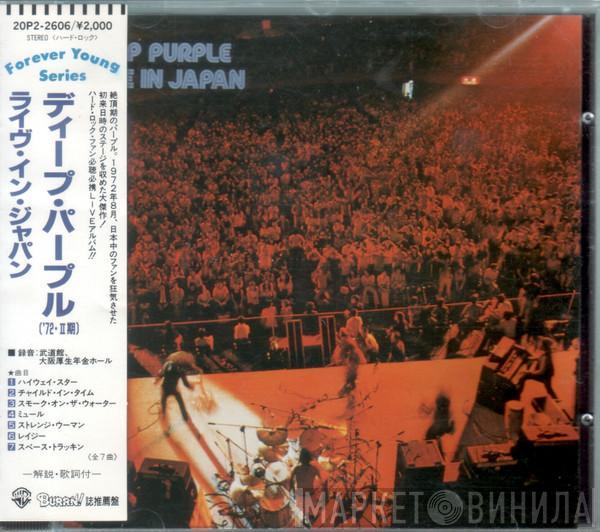 20P2-2606/¥2,000
STEREO 〈ハード・ロック〉
Forever Young
Series
ディープ・パープル
('72・II期)
ライヴ・イン・ジャパン
絶頂期のパープル。1972年8月、日本中のファンを狂気させた
初来日時のステージを収めた大傑作!
ハード・ロック・ファン必聴必携LIVEアルバム!!
■ 録音:武道館、
大阪厚生年金ホール
★曲目
1 ハイウェイ・スター
2 チャイルド・イン・タイム
3 スモーク・オン・ザ・ウォーター
4 ミュール
5 ストレンジ・ウーマン
6 レイジー
7 スペース・トラッキン
〈全7曲〉
—解説・歌詞付—
BURRN! 誌推薦盤
P PURPLE
E IN JAPAN
МАРКЕТ ВИНИЛА